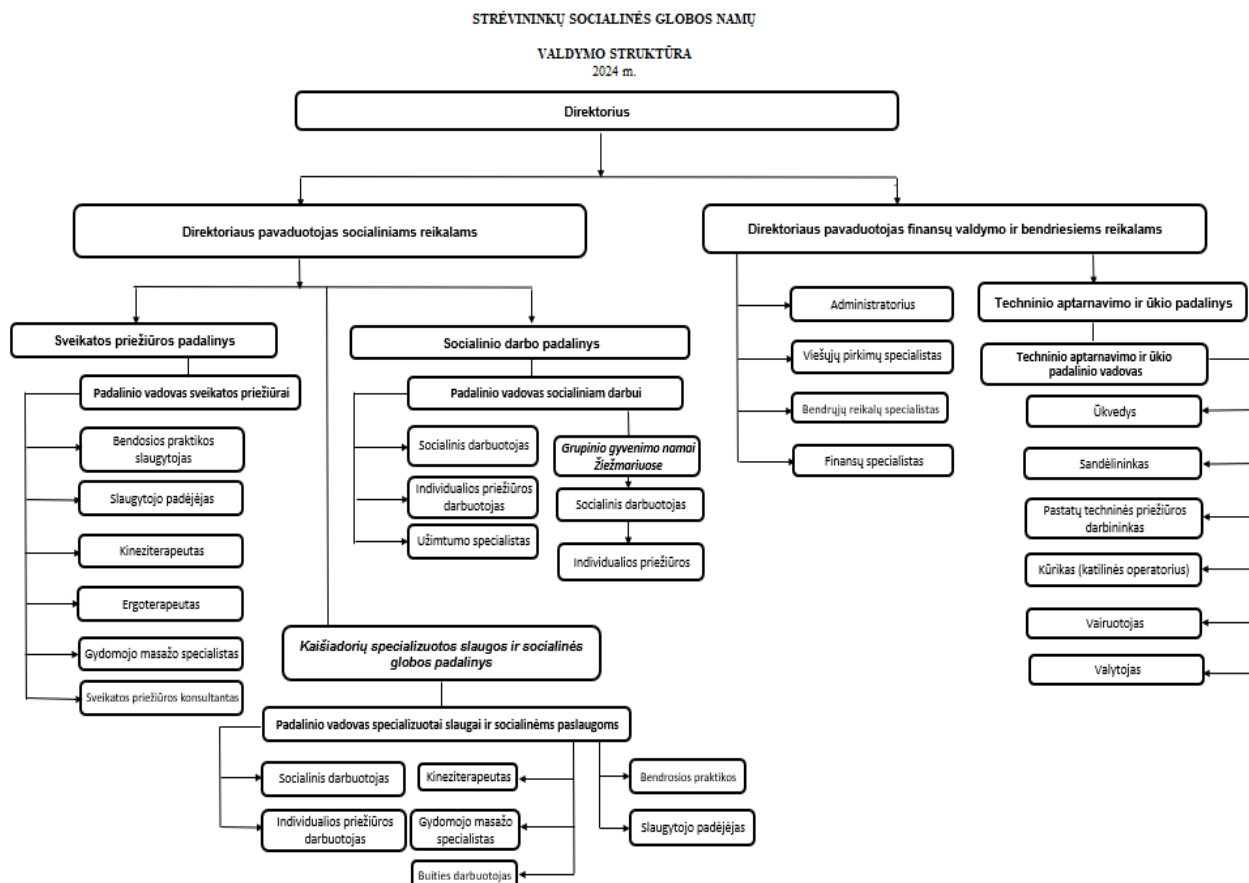 STRĖVININKŲ SOCIALINĖS GLOBOS NAMŲ
VALDYMO STRUKTŪRA
2024 m.
Direktorius
Direktoriaus pavaduotojas socialiniams reikalams
Direktoriaus pavaduotojas finansų valdymo ir bendriesiems reikalams
Sveikatos priežiūros padalinys
Padalinio vadovas sveikatos priežiūrai
Bendosios praktikos
slaugytojas
Slaugytojo padėjėjas
Kineziterapeutas
Ergoterapeutas
Gydomojo masažo specialistas
Sveikatos priežiūros konsultantas
Socialinio darbo padalinys
Padalinio vadovas socialiniam darbui
Socialinis darbuotojas
Individualios priežiūros
darbuotojas
Užimtumo specialistas
Grupinio gyvenimo namai
Žiežmariuose
Socialinis darbuotojas
Individualios priežiūros
Kaišiadorių specializuotos slaugos ir socialinės
globos padalinys
Padalinio vadovas specializuotai slaugai ir socialinėms paslaugoms
Socialinis darbuotojas
Individualios priežiūros
darbuotojas
Kineziterapeutas
Gydomojo masažo
specialistas
Buities darbuotojas
Bendrosios praktikos
Slaugytojo padėjėjas
Administratorius
Viešųjų pirkimų specialistas
Bendrųjų reikalų specialistas
Finansų specialistas
Techninio aptarnavimo ir ūkio padalinys
Techninio aptarnavimo ir ūkio
padalinio vadovas
Ūkvedys
Sandėlininkas
Pastatų techninės priežiūros
darbininkas
Kūrikas (katilinės operatorius)
Vairuotojas
Valytojas